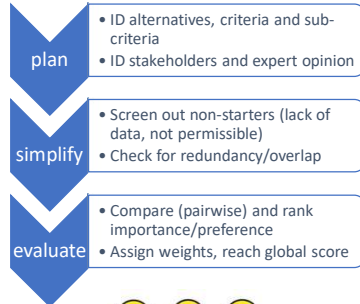 plan
• ID alternatives, criteria and sub-
criteria
• ID stakeholders and expert opinion
simplify
• Screen out non-starters (lack of
data, not permissible)
• Check for redundancy/overlap
evaluate
• Compare (pairwise) and rank
importance/preference
• Assign weights, reach global score